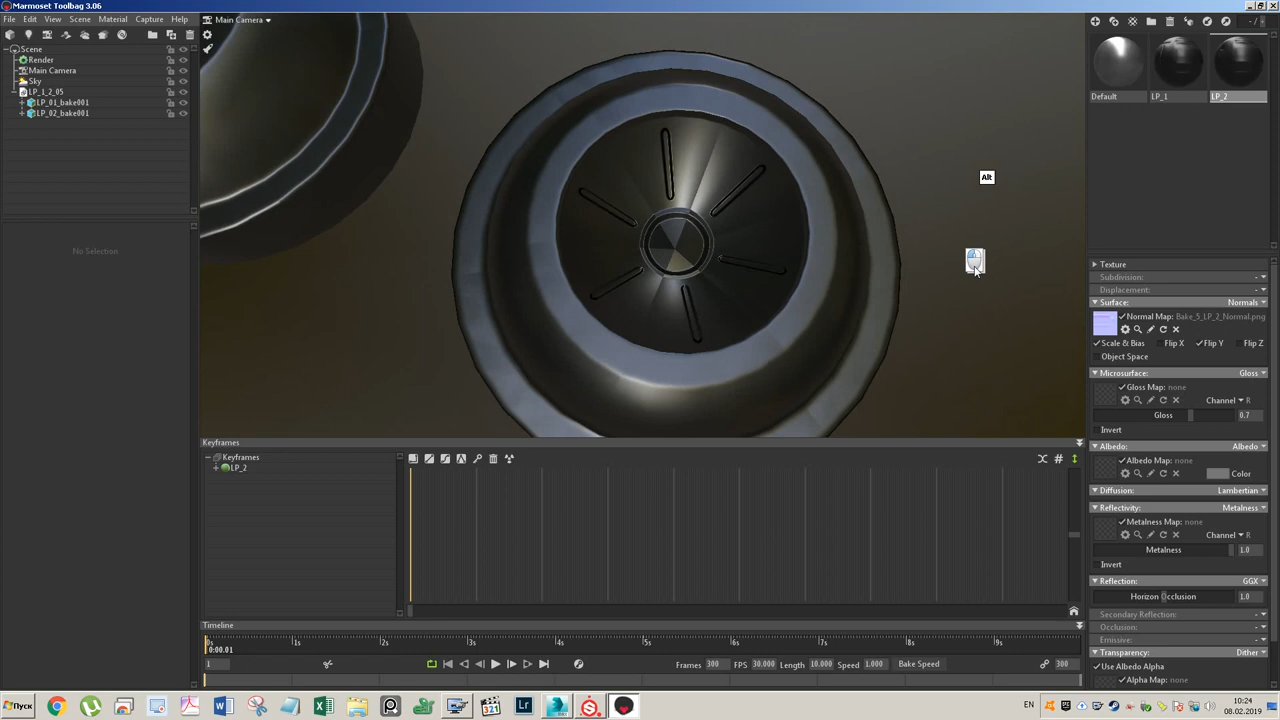 Marmoset Toolbag 3.06
File Edit View Scene Material Capture Help
Main Camera
Scene
Render
Main Camera
Sky
LP_1_2_05
LP_01_bake001
LP_02_bake001
No Selection
Alt
Default LP_1 LP_2
Texture
Subdivision: -
Displacement: -
Surface: Normals
Normal Map: Bake_5_LP_2_Normal.png
Scale & Bias Flip X Flip Y Flip Z
Object Space
Microsurface: Gloss
Gloss Map: none
Channel R
Gloss 0.7
Invert
Albedo: Albedo
Albedo Map: none
Color
Diffusion: Lambertian
Reflectivity: Metalness
Metalness Map: none
Channel R
Metalness 1.0
Invert
Reflection: GGX
Horizon Occlusion 1.0
Secondary Reflection: -
Occlusion: -
Emissive: -
Transparency: Dither
Use Albedo Alpha
Alpha Map: none
Keyframes
Keyframes
LP_2
Timeline
0s 1s 2s 3s 4s 5s 6s 7s 8s 9s
0:00.01
1 Frames 300 FPS 30.000 Length 10.000 Speed 1.000 Bake Speed 300
Пуск
321
Lr
EN
10:24
08.02.2019